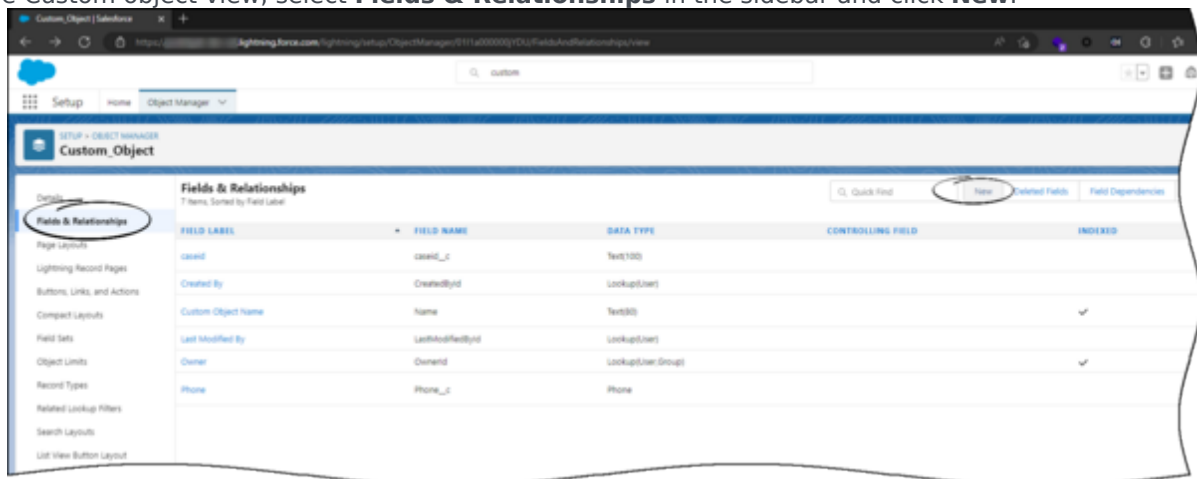 e Custom object view, select Fields & Relationships in the sidebar and click New.
Custom_Object | Salesforce
https:// lightning.force.com/lightning/setup/ObjectManager/ /FieldsAndRelationships/view
custom
Setup Home Object Manager
SETUP > OBJECT MANAGER
Custom_Object
Details
Fields & Relationships
Page Layouts
Lightning Record Pages
Buttons, Links, and Actions
Compact Layouts
Field Sets
Object Limits
Record Types
Related Lookup Filters
Search Layouts
List View Button Layout
Fields & Relationships
7 Items, Sorted by Field Label
Quick Find New Deleted Fields Field Dependencies
FIELD LABEL FIELD NAME DATA TYPE CONTROLLING FIELD INDEXED
caseid caseid__c Text(100)
Created By CreatedById Lookup(User)
Custom Object Name Name Text(80)
Last Modified By LastModifiedById Lookup(User)
Owner OwnerId Lookup(User,Group)
Phone Phone__c Phone